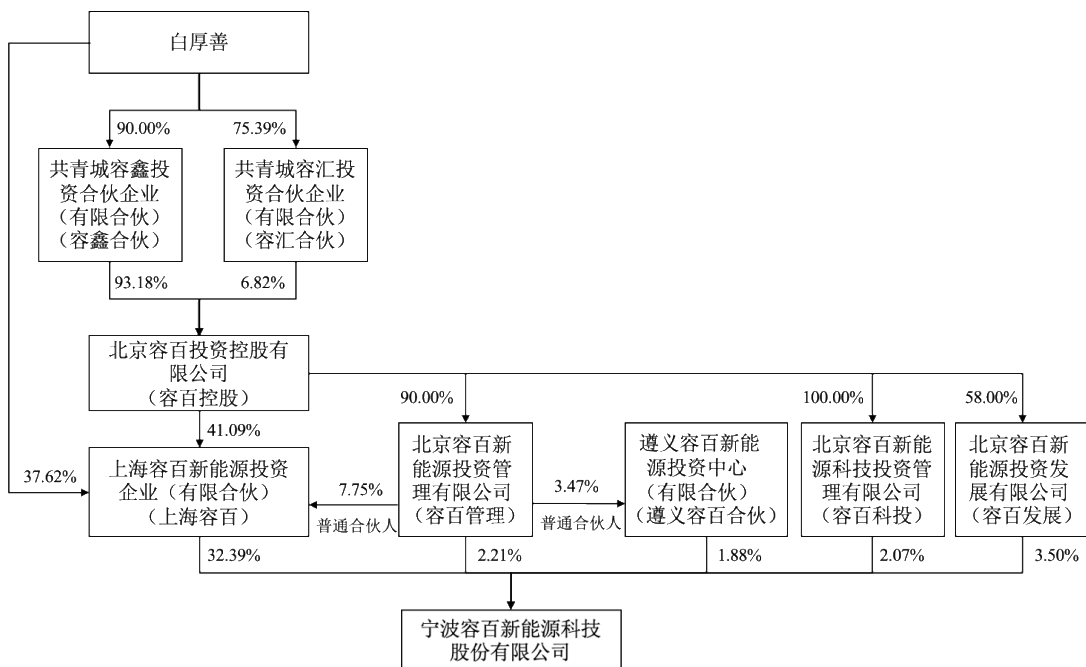 白厚善
90.00%
75.39%
共青城容鑫投
资合伙企业
（有限合伙）
（容鑫合伙）
共青城容汇投
资合伙企业
（有限合伙）
（容汇合伙）
93.18%
6.82%
北京容百投资控股有
限公司
（容百控股）
90.00%
100.00%
58.00%
41.09%
37.62%
上海容百新能源投资
企业（有限合伙）
（上海容百）
7.75%
普通合伙人
北京容百新
能源投资管
理有限公司
（容百管理）
3.47%
普通合伙人
遵义容百新能
源投资中心
（有限合伙）
（遵义容百合伙）
北京容百新能
源科技投资管
理有限公司
（容百科技）
北京容百新
能源投资发
展有限公司
（容百发展）
32.39%
2.21%
1.88%
2.07%
3.50%
宁波容百新能源科技
股份有限公司